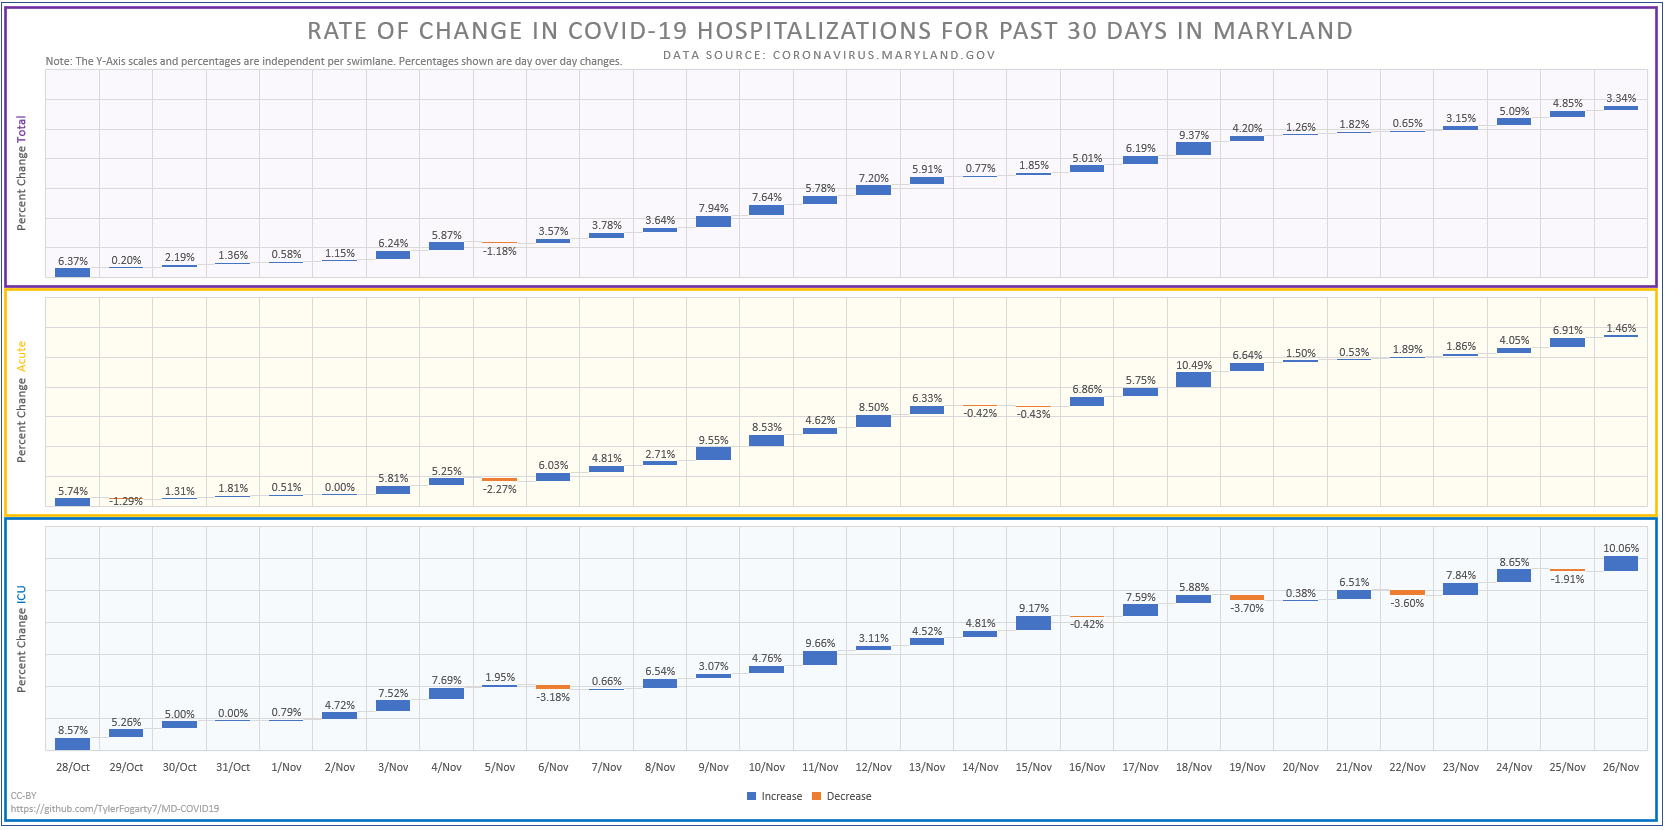 RATE OF CHANGE IN COVID-19 HOSPITALIZATIONS FOR PAST 30 DAYS IN MARYLAND
DATA SOURCE: CORONAVIRUS.MARYLAND.GOV
Note: The Y-Axis scales and percentages are independent per swimlane. Percentages shown are day over day changes.
Percent Change Total
6.37% 0.20% 2.19% 1.36% 0.58% 1.15% 6.24% 5.87% -1.18% 3.57% 3.78% 3.64% 7.94% 7.64% 5.78% 7.20% 5.91% 0.77% 1.85% 5.01% 6.19% 9.37% 4.20% 1.26% 1.82% 0.65% 3.15% 5.09% 4.85% 3.34%
Percent Change Acute
5.74% -1.29% 1.31% 1.81% 0.51% 0.00% 5.81% 5.25% -2.27% 6.03% 4.81% 2.71% 9.55% 8.53% 4.62% 8.50% 6.33% -0.42% -0.43% 6.86% 5.75% 10.49% 6.64% 1.50% 0.53% 1.89% 1.86% 4.05% 6.91% 1.46%
Percent Change ICU
8.57% 5.26% 5.00% 0.00% 0.79% 4.72% 7.52% 7.69% 1.95% -3.18% 0.66% 6.54% 3.07% 4.76% 9.66% 3.11% 4.52% 4.81% 9.17% -0.42% 7.59% 5.88% -3.70% 0.38% 6.51% -3.60% 7.84% 8.65% -1.91% 10.06%
28/Oct 29/Oct 30/Oct 31/Oct 1/Nov 2/Nov 3/Nov 4/Nov 5/Nov 6/Nov 7/Nov 8/Nov 9/Nov 10/Nov 11/Nov 12/Nov 13/Nov 14/Nov 15/Nov 16/Nov 17/Nov 18/Nov 19/Nov 20/Nov 21/Nov 22/Nov 23/Nov 24/Nov 25/Nov 26/Nov
Increase Decrease
CC-BY
https://github.com/TylerFogarty7/MD-COVID19